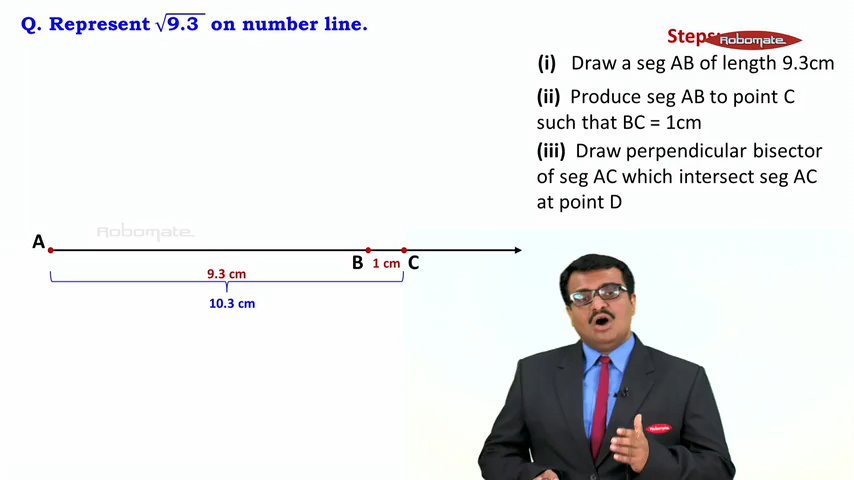 Q. Represent √9.3 on number line.
Steps
Robomate
(i) Draw a seg AB of length 9.3cm
(ii) Produce seg AB to point C
such that BC = 1cm
(iii) Draw perpendicular bisector
of seg AC which intersect seg AC
at point D
Robomate
A
B 1 cm C
9.3 cm
10.3 cm
Robomate